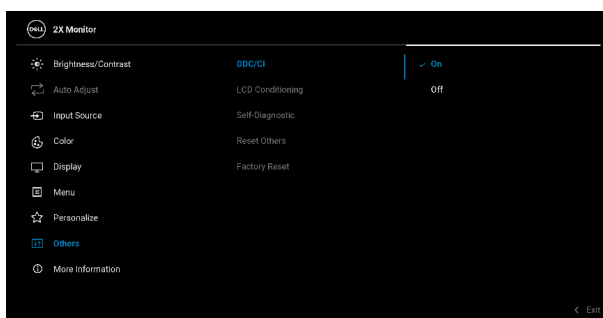 DELL 2X Monitor
Brightness/Contrast
Auto Adjust
Input Source
Color
Display
Menu
Personalize
Others
More Information
DDC/CI
LCD Conditioning
Self-Diagnostic
Reset Others
Factory Reset
✓ On
Off
< Exit